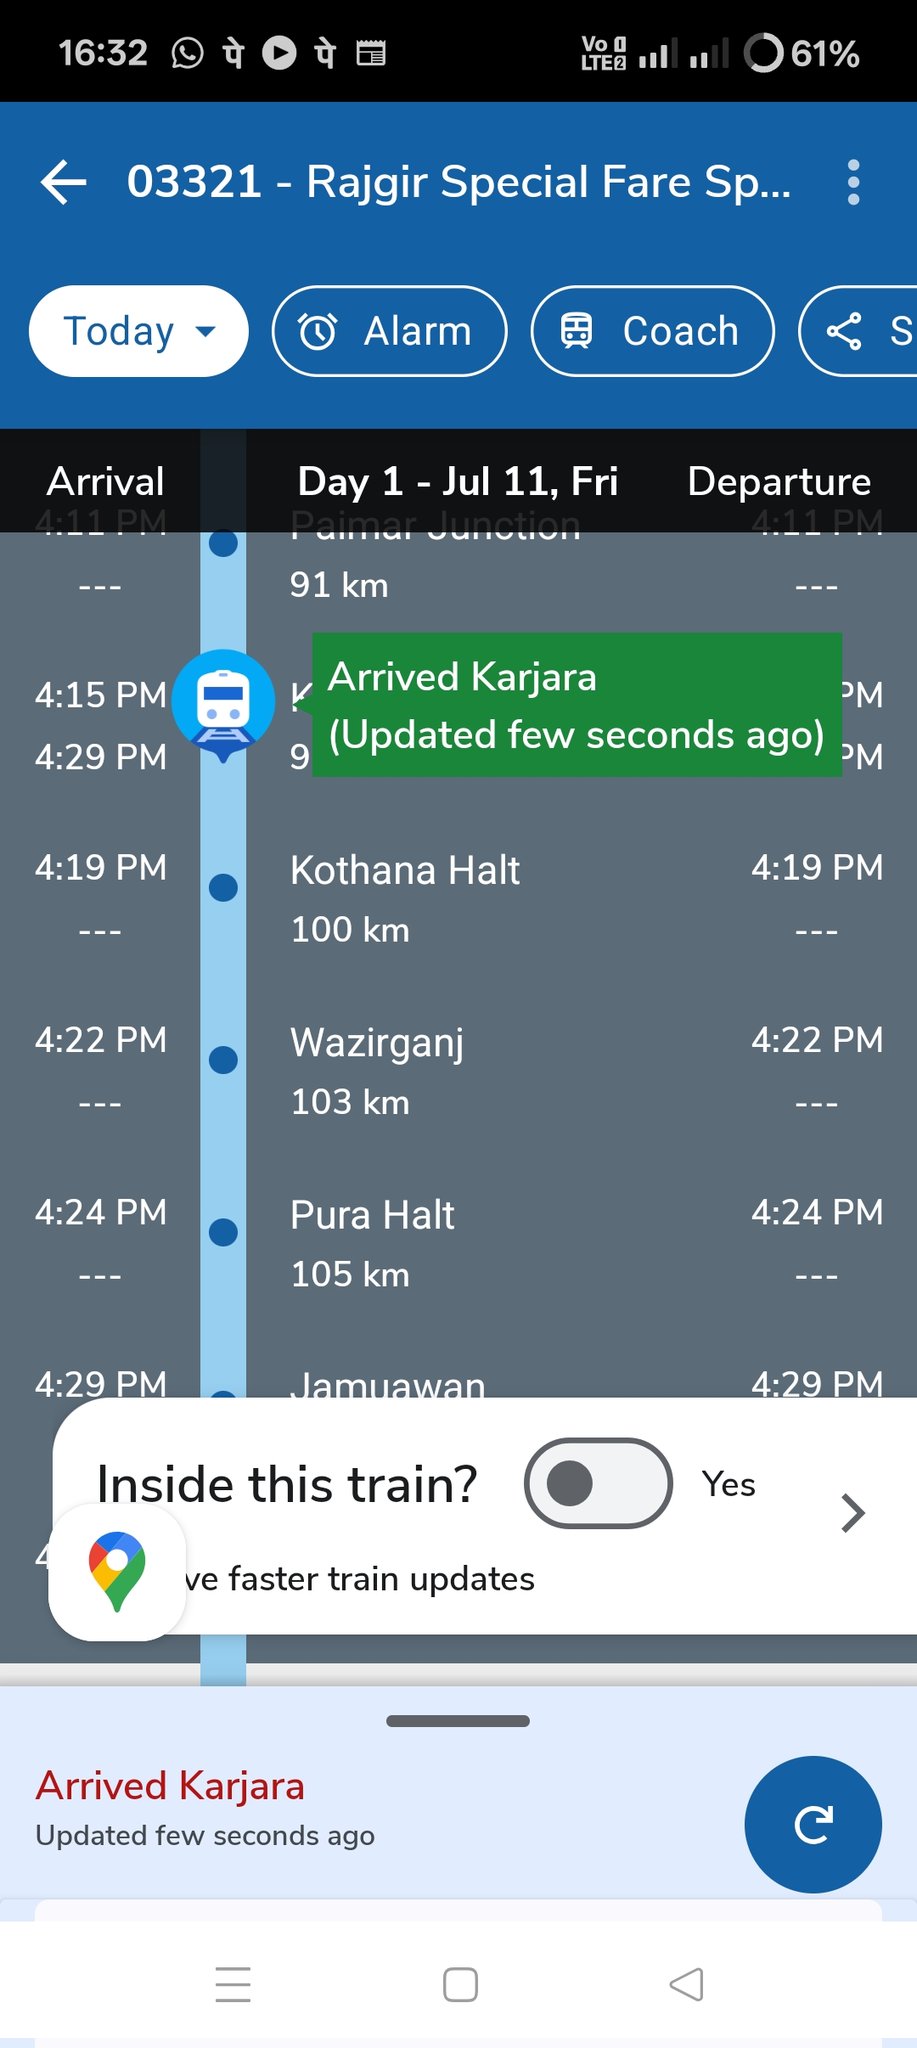 16:32 पे पे Vo 1 LTE2 61%
03321 - Rajgir Special Fare Sp...
Today Alarm Coach S
Arrival Day 1 - Jul 11, Fri Departure
4:11 PM Paimar Junction 4:11 PM
--- 91 km ---
4:15 PM K Arrived Karjara PM
4:29 PM 9 (Updated few seconds ago) PM
4:19 PM Kothana Halt 4:19 PM
--- 100 km ---
4:22 PM Wazirganj 4:22 PM
--- 103 km ---
4:24 PM Pura Halt 4:24 PM
--- 105 km ---
4:29 PM Jamuawan 4:29 PM
Inside this train? Yes
4 ve faster train updates
Arrived Karjara
Updated few seconds ago